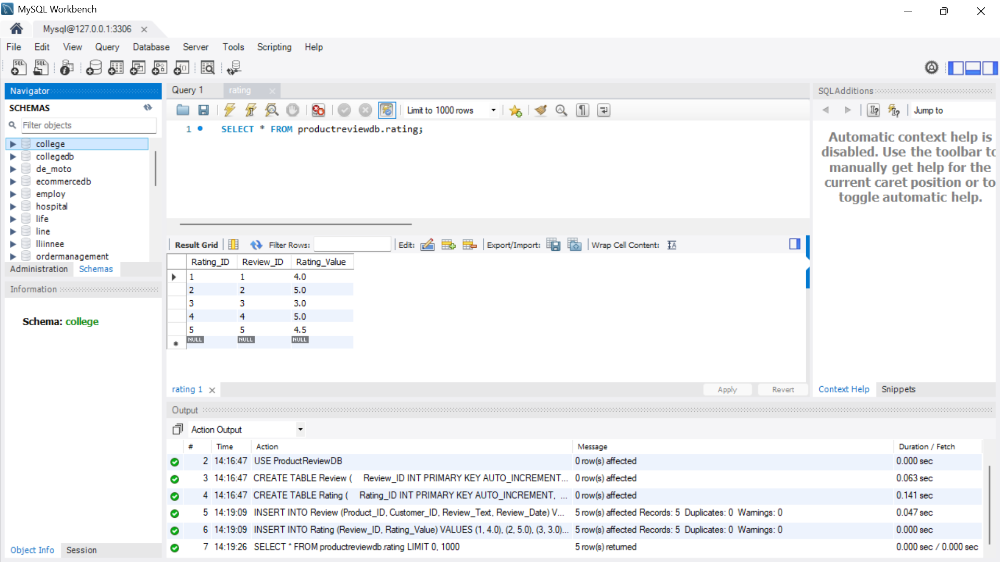 MySQL Workbench
Mysql@127.0.0.1:3306
File Edit View Query Database Server Tools Scripting Help
Navigator
SCHEMAS
Filter objects
college
collegedb
de_moto
ecommercedb
employ
hospital
life
line
lliinnee
ordermanagement
Administration Schemas
Information
Schema: college
Object Info Session
Query 1 rating
Limit to 1000 rows
1 SELECT * FROM productreviewdb.rating;
Result Grid Filter Rows: Edit: Export/Import: Wrap Cell Content:
Rating_ID Review_ID Rating_Value
1 1 4.0
2 2 5.0
3 3 3.0
4 4 5.0
5 5 4.5
NULL NULL NULL
rating 1 Apply Revert
SQLAdditions
Jump to
Automatic context help is
disabled. Use the toolbar to
manually get help for the
current caret position or to
toggle automatic help.
Context Help Snippets
Output
Action Output
# Time Action Message Duration / Fetch
2 14:16:47 USE ProductReviewDB 0 row(s) affected 0.000 sec
3 14:16:47 CREATE TABLE Review ( Review_ID INT PRIMARY KEY AUTO_INCREMENT... 0 row(s) affected 0.063 sec
4 14:16:47 CREATE TABLE Rating ( Rating_ID INT PRIMARY KEY AUTO_INCREMENT, ... 0 row(s) affected 0.141 sec
5 14:19:09 INSERT INTO Review (Product_ID, Customer_ID, Review_Text, Review_Date) V... 5 row(s) affected Records: 5 Duplicates: 0 Warnings: 0 0.047 sec
6 14:19:09 INSERT INTO Rating (Review_ID, Rating_Value) VALUES (1, 4.0), (2, 5.0), (3, 3.0)... 5 row(s) affected Records: 5 Duplicates: 0 Warnings: 0 0.000 sec
7 14:19:26 SELECT * FROM productreviewdb.rating LIMIT 0, 1000 5 row(s) returned 0.000 sec / 0.000 sec